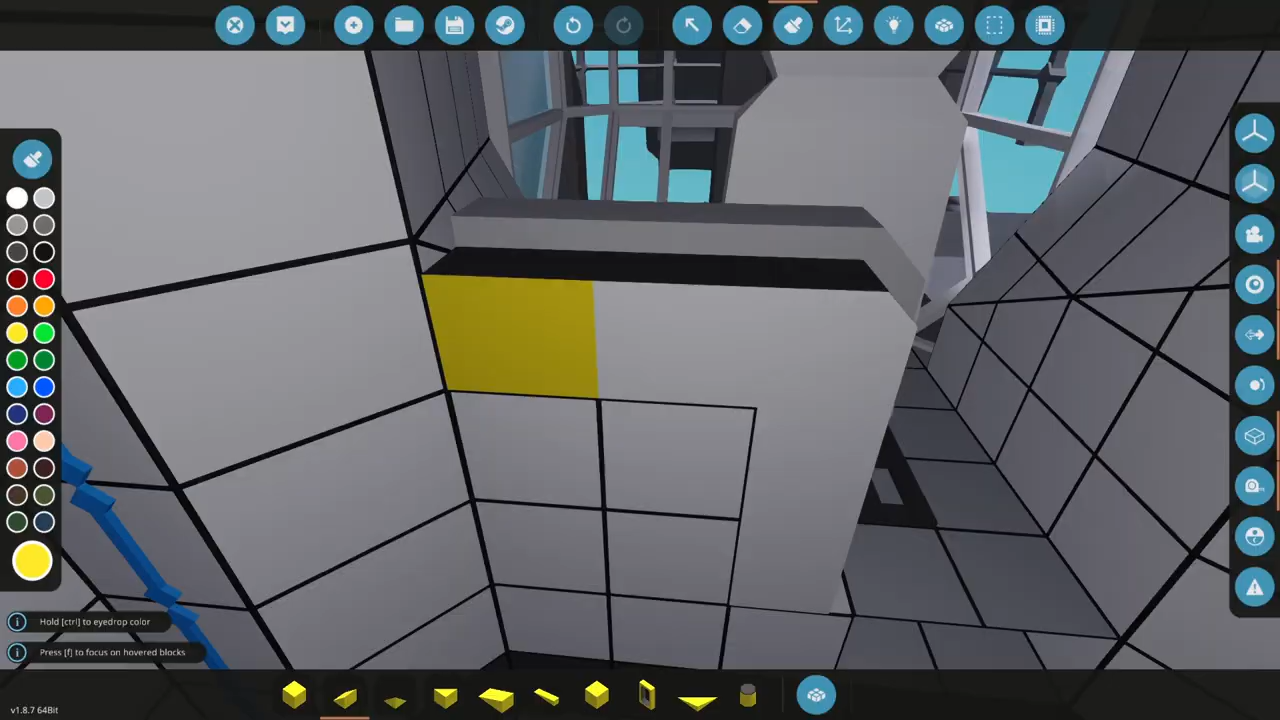 Hold [ctrl] to eyedrop color
Press [f] to focus on hovered blocks
v1.8.7 64Bit